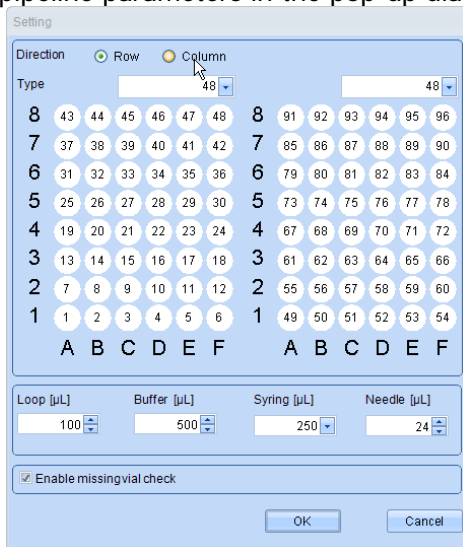 pipeline parameters in the pop-up dia
Setting
Direction Row Column
Type 48 48
8 43 44 45 46 47 48 8 91 92 93 94 95 96
7 37 38 39 40 41 42 7 85 86 87 88 89 90
6 31 32 33 34 35 36 6 79 80 81 82 83 84
5 25 26 27 28 29 30 5 73 74 75 76 77 78
4 19 20 21 22 23 24 4 67 68 69 70 71 72
3 13 14 15 16 17 18 3 61 62 63 64 65 66
2 7 8 9 10 11 12 2 55 56 57 58 59 60
1 1 2 3 4 5 6 1 49 50 51 52 53 54
A B C D E F A B C D E F
Loop [µL] Buffer [µL] Syring [µL] Needle [µL]
100 500 250 24
Enable missing vial check
OK Cancel